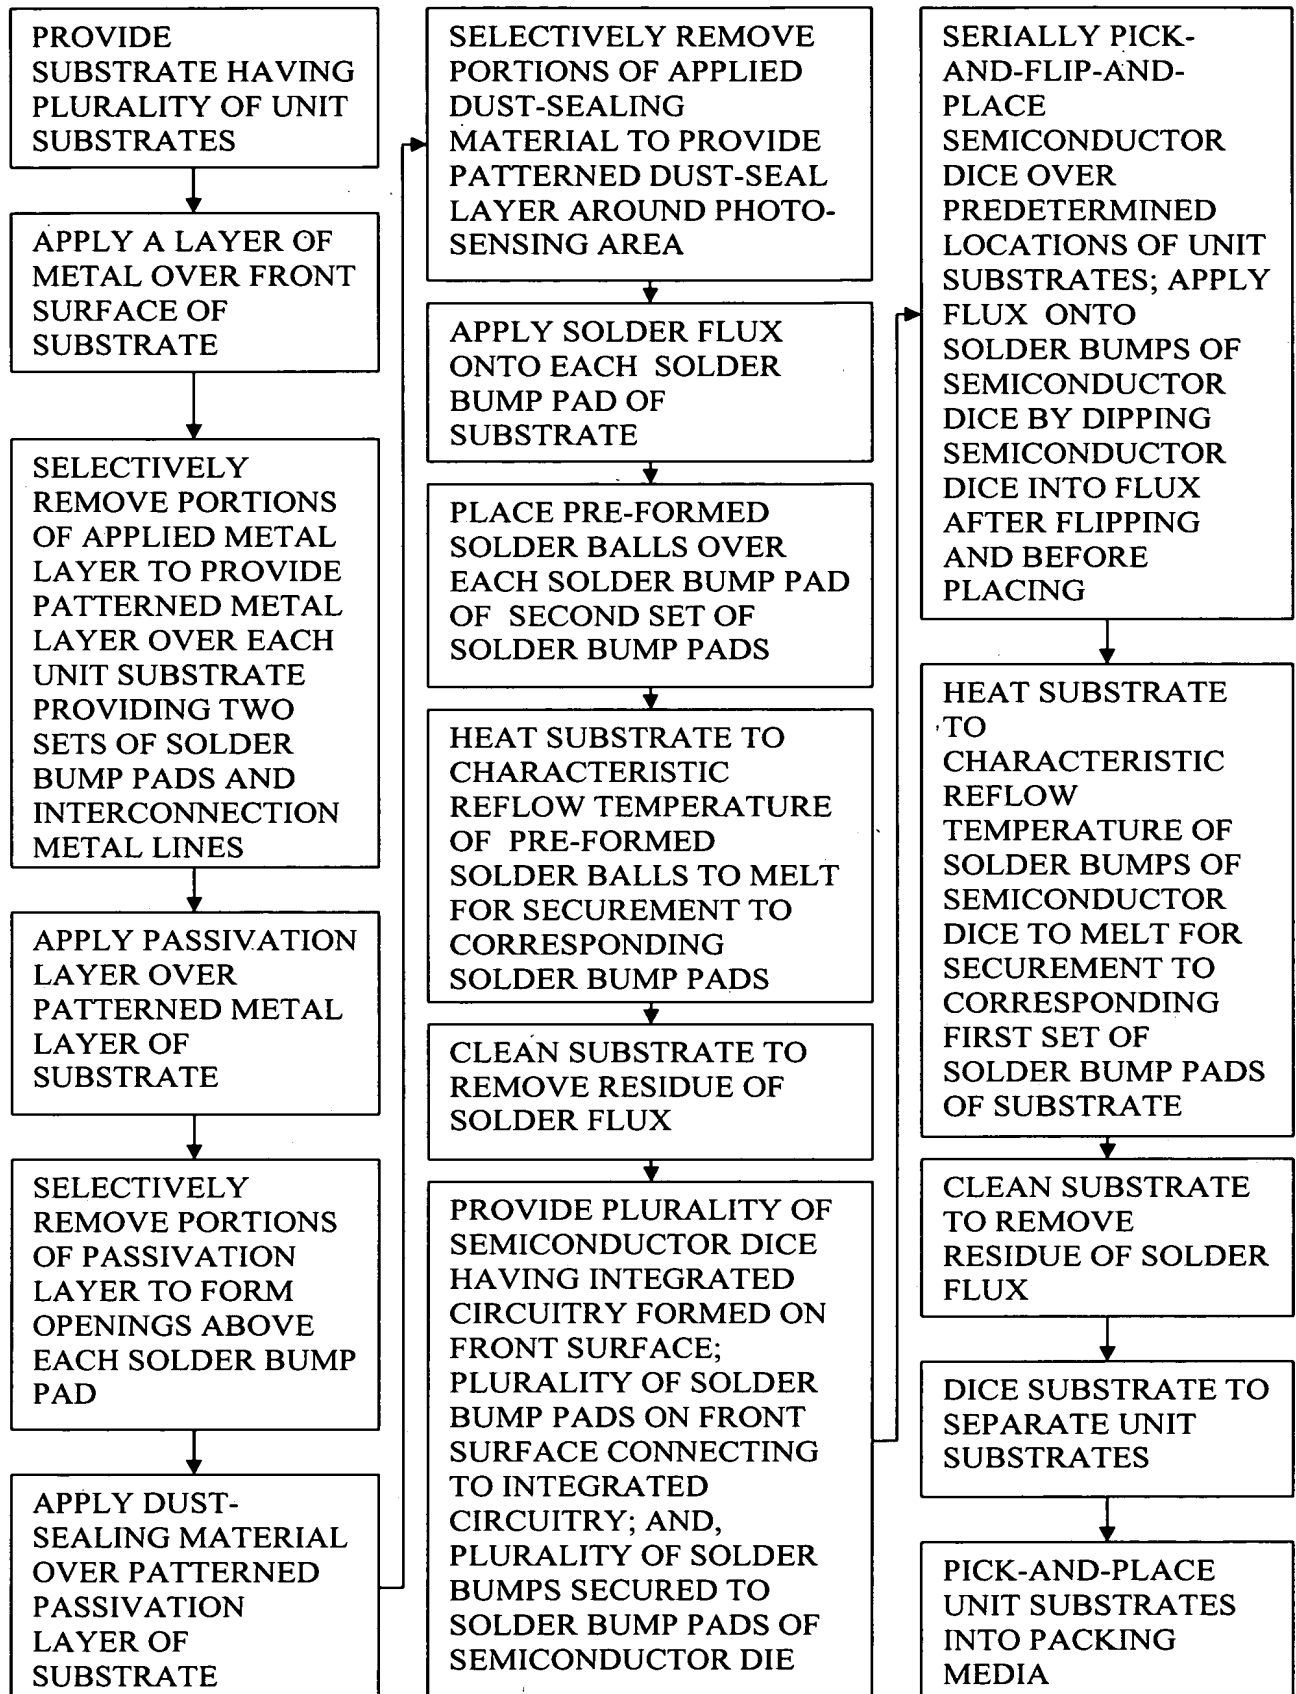 PROVIDE
SUBSTRATE HAVING
PLURALITY OF UNIT
SUBSTRATES
APPLY A LAYER OF
METAL OVER FRONT
SURFACE OF
SUBSTRATE
SELECTIVELY
REMOVE PORTIONS
OF APPLIED METAL
LAYER TO PROVIDE
PATTERNED METAL
LAYER OVER EACH
UNIT SUBSTRATE
PROVIDING TWO
SETS OF SOLDER
BUMP PADS AND
INTERCONNECTION
METAL LINES
APPLY PASSIVATION
LAYER OVER
PATTERNED METAL
LAYER OF
SUBSTRATE
SELECTIVELY
REMOVE PORTIONS
OF PASSIVATION
LAYER TO FORM
OPENINGS ABOVE
EACH SOLDER BUMP
PAD
APPLY DUST-
SEALING MATERIAL
OVER PATTERNED
PASSIVATION
LAYER OF
SUBSTRATE
SELECTIVELY REMOVE
PORTIONS OF APPLIED
DUST-SEALING
MATERIAL TO PROVIDE
PATTERNED DUST-SEAL
LAYER AROUND PHOTO-
SENSING AREA
APPLY SOLDER FLUX
ONTO EACH SOLDER
BUMP PAD OF
SUBSTRATE
PLACE PRE-FORMED
SOLDER BALLS OVER
EACH SOLDER BUMP PAD
OF SECOND SET OF
SOLDER BUMP PADS
HEAT SUBSTRATE TO
CHARACTERISTIC
REFLOW TEMPERATURE
OF PRE-FORMED
SOLDER BALLS TO MELT
FOR SECUREMENT TO
CORRESPONDING
SOLDER BUMP PADS
CLEAN SUBSTRATE TO
REMOVE RESIDUE OF
SOLDER FLUX
PROVIDE PLURALITY OF
SEMICONDUCTOR DICE
HAVING INTEGRATED
CIRCUITRY FORMED ON
FRONT SURFACE;
PLURALITY OF SOLDER
BUMP PADS ON FRONT
SURFACE CONNECTING
TO INTEGRATED
CIRCUITRY; AND,
PLURALITY OF SOLDER
BUMPS SECURED TO
SOLDER BUMP PADS OF
SEMICONDUCTOR DIE
SERIALLY PICK-
AND-FLIP-AND-
PLACE
SEMICONDUCTOR
DICE OVER
PREDETERMINED
LOCATIONS OF UNIT
SUBSTRATES; APPLY
FLUX ONTO
SOLDER BUMPS OF
SEMICONDUCTOR
DICE BY DIPPING
SEMICONDUCTOR
DICE INTO FLUX
AFTER FLIPPING
AND BEFORE
PLACING
HEAT SUBSTRATE
TO
CHARACTERISTIC
REFLOW
TEMPERATURE OF
SOLDER BUMPS OF
SEMICONDUCTOR
DICE TO MELT FOR
SECUREMENT TO
CORRESPONDING
FIRST SET OF
SOLDER BUMP PADS
OF SUBSTRATE
CLEAN SUBSTRATE
TO REMOVE
RESIDUE OF SOLDER
FLUX
DICE SUBSTRATE TO
SEPARATE UNIT
SUBSTRATES
PICK-AND-PLACE
UNIT SUBSTRATES
INTO PACKING
MEDIA